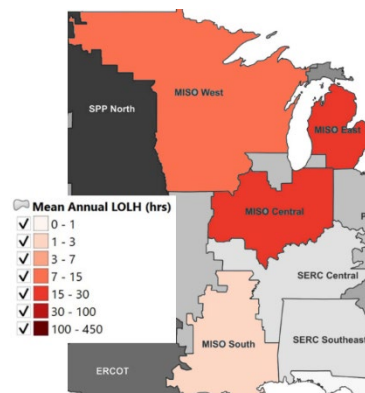 SPP North
MISO West
MISO East
MISO Central
Mean Annual LOLH (hrs)
0 - 1
1 - 3
3 - 7
7 - 15
15 - 30
30 - 100
100 - 450
SERC Central
SERC Southeast
MISO South
ERCOT